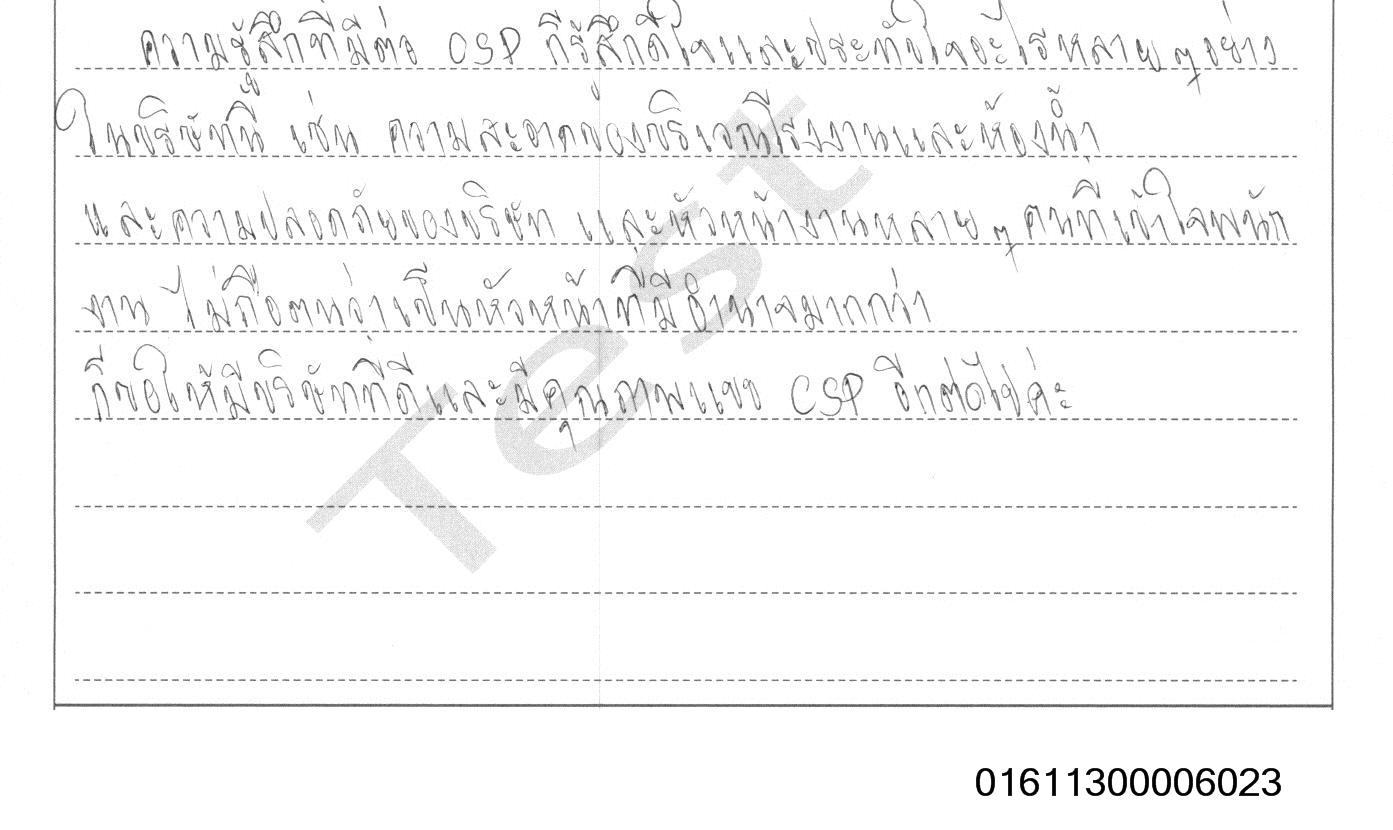 ความรู้สึกที่มีต่อ CSP ก็รู้สึกดีใจและประทับใจอะไรหลายๆอย่าง
ในบริษัทนี้ เช่น ความสะอาดของบริเวณโรงงานและห้องน้ำ
และความปลอดภัยของบริษัท และหัวหน้างานหลายๆคนที่เข้าใจพนัก
งาน ไม่ถือตนว่าเป็นหัวหน้าที่มีอำนาจมากกว่า
ก็ขอให้มีบริษัทที่ดีและมีคุณภาพแบบ CSP อีกต่อไปค่ะ
Test
01611300006023